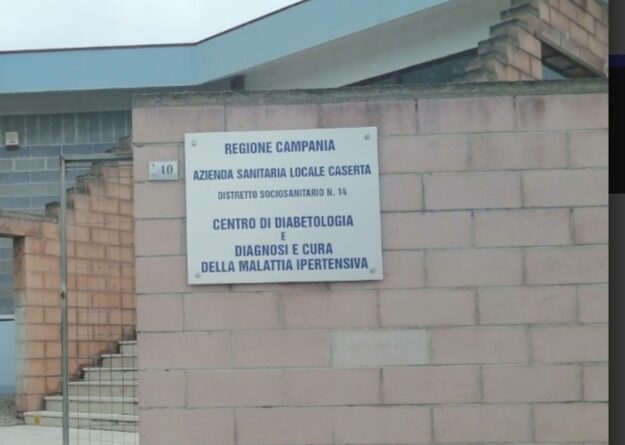 10
REGIONE CAMPANIA
AZIENDA SANITARIA LOCALE CASERTA
DISTRETTO SOCIOSANITARIO N. 14
CENTRO DI DIABETOLOGIA
E
DIAGNOSI E CURA
DELLA MALATTIA IPERTENSIVA